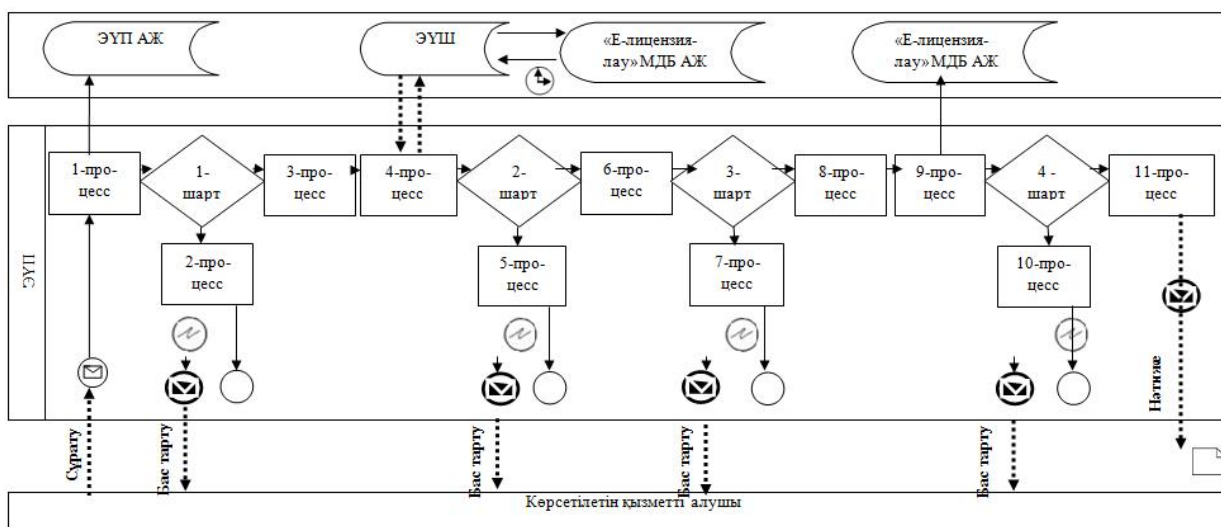 ЭҮП АЖ
ЭҮШ
«Е-лицензия-
лау» МДБ АЖ
«Е-лицензия-
лау» МДБ АЖ
ЭҮП
1-про-
цесс
1-
шарт
3-про-
цесс
4-про-
цесс
2-
шарт
6-про-
цесс
3-
шарт
8-про-
цесс
9-про-
цесс
4 -
шарт
11-про-
цесс
2-про-
цесс
5-про-
цесс
7-про-
цесс
10-про-
цесс
Сұрату
Бас тарту
Бас тарту
Бас тарту
Бас тарту
Нәтиже
Көрсетілетін қызметті алушы